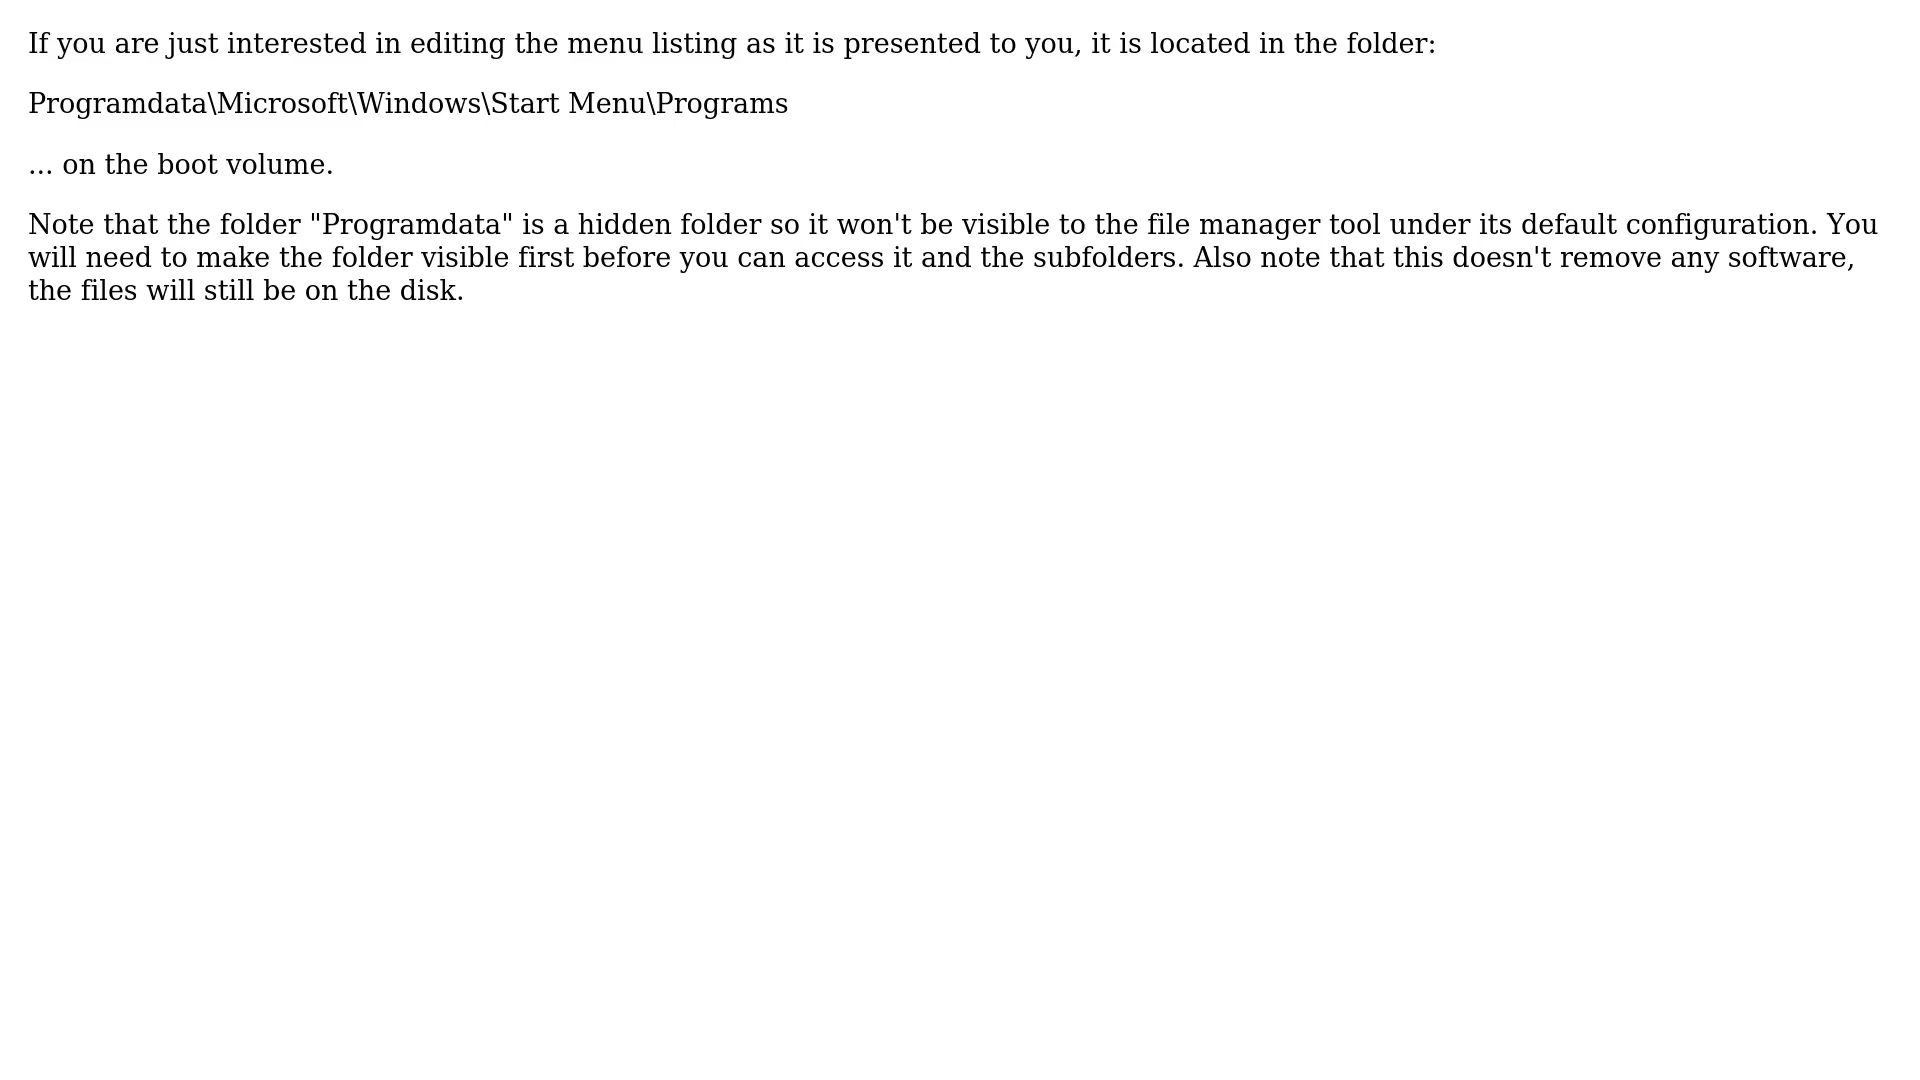 If you are just interested in editing the menu listing as it is presented to you, it is located in the folder:
Programdata\Microsoft\Windows\Start Menu\Programs
... on the boot volume.
Note that the folder "Programdata" is a hidden folder so it won't be visible to the file manager tool under its default configuration. You
will need to make the folder visible first before you can access it and the subfolders. Also note that this doesn't remove any software,
the files will still be on the disk.